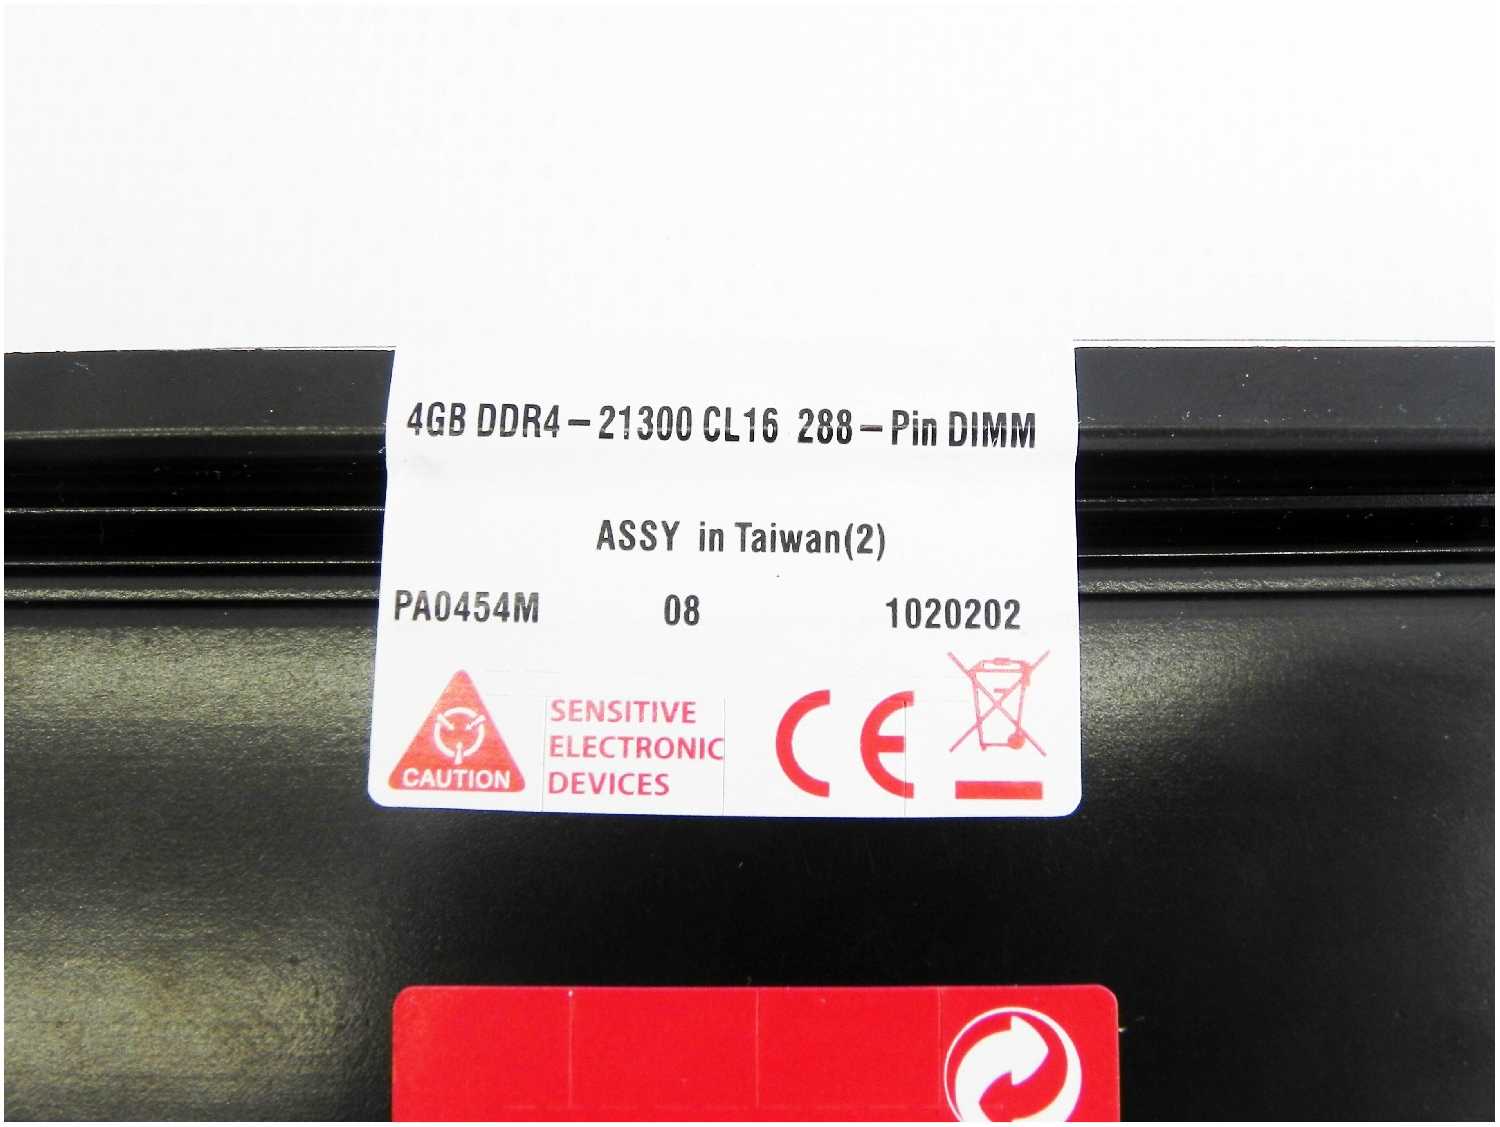 4GB DDR4-21300 CL16 288-Pin DIMM
ASSY in Taiwan(2)
PA0454M 08 1020202
CAUTION
SENSITIVE
ELECTRONIC
DEVICES
CE